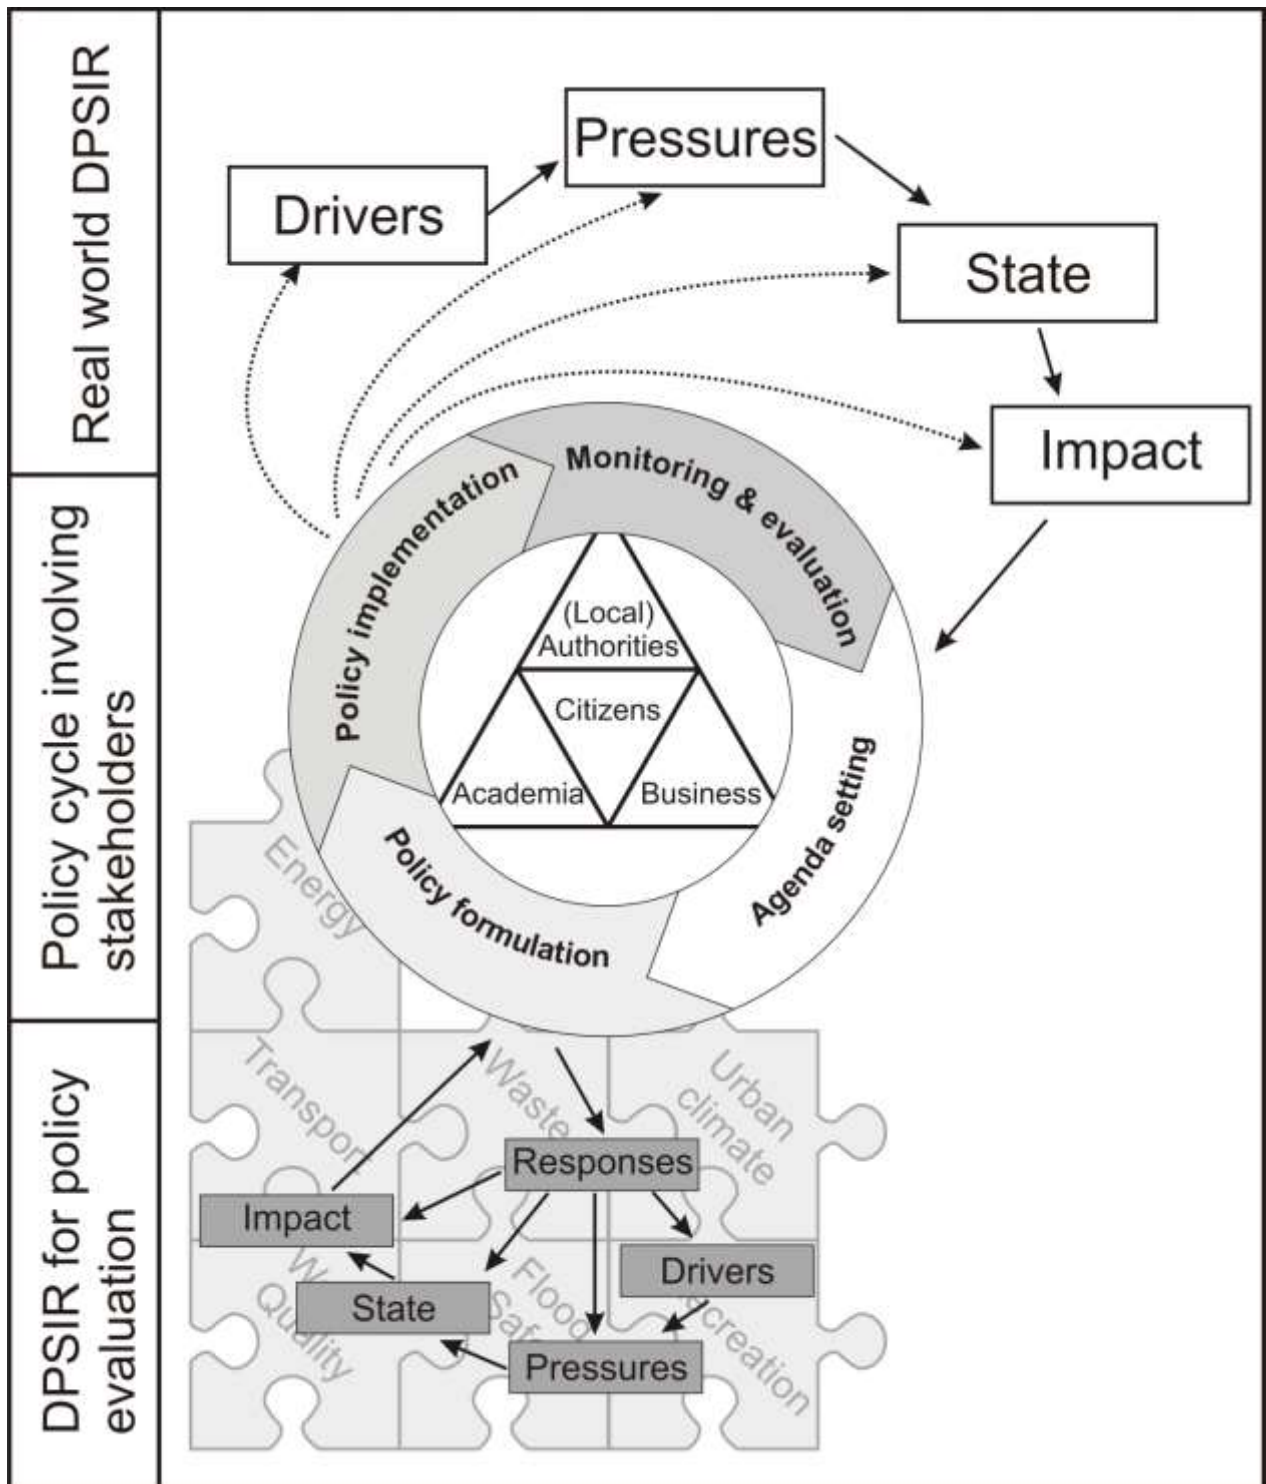 Real world DPSIR
Drivers
Pressures
State
Impact
Policy cycle involving
stakeholders
Monitoring & evaluation
Policy implementation
Agenda setting
Policy formulation
(Local)
Authorities
Citizens
Academia
Business
Energy
DPSIR for policy
evaluation
Transport
Waste
Urban
climate
Responses
Impact
Drivers
State
Pressures
Quality
Flood